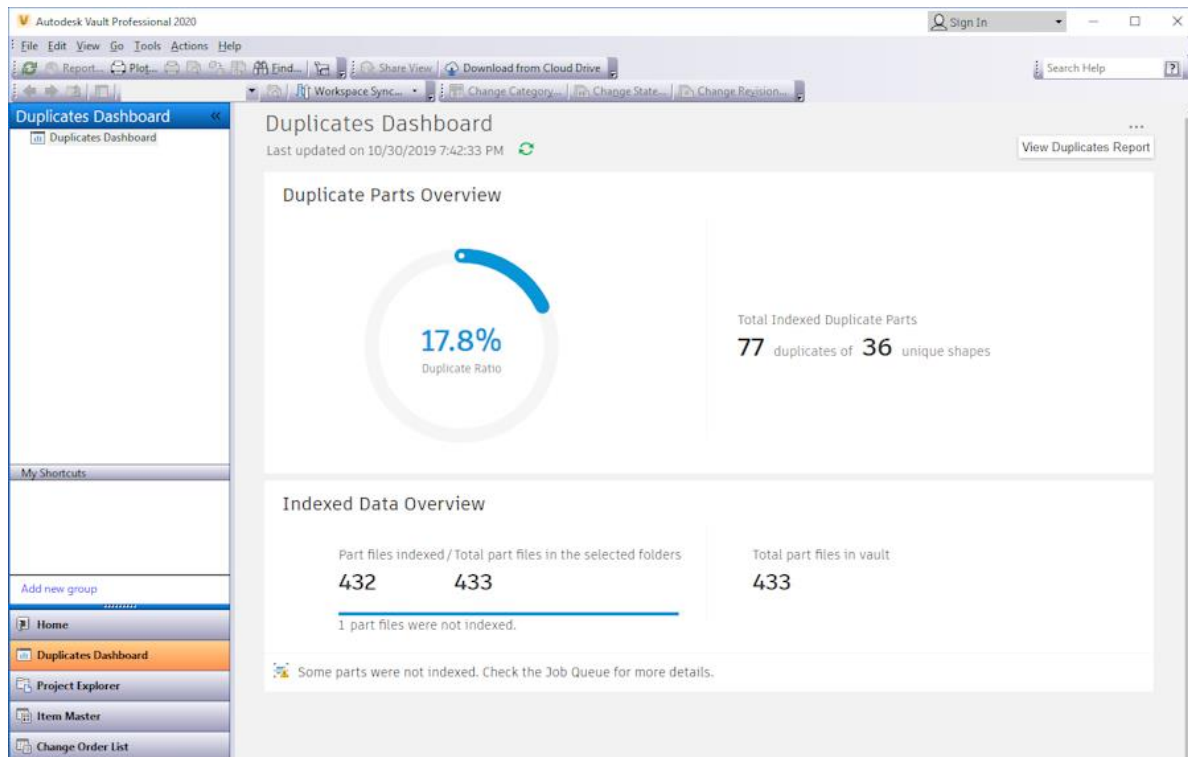 Autodesk Vault Professional 2020
Sign In
File Edit View Go Tools Actions Help
Report... Plot... Find... Share View Download from Cloud Drive
Search Help
Workspace Sync... Change Category... Change State... Change Revision...
Duplicates Dashboard
Duplicates Dashboard
My Shortcuts
Add new group
Home
Duplicates Dashboard
Project Explorer
Item Master
Change Order List
Duplicates Dashboard
...
Last updated on 10/30/2019 7:42:33 PM
View Duplicates Report
Duplicate Parts Overview
17.8%
Duplicate Ratio
Total Indexed Duplicate Parts
77 duplicates of 36 unique shapes
Indexed Data Overview
Part files indexed / Total part files in the selected folders
432 433
1 part files were not indexed.
Total part files in vault
433
Some parts were not indexed. Check the Job Queue for more details.